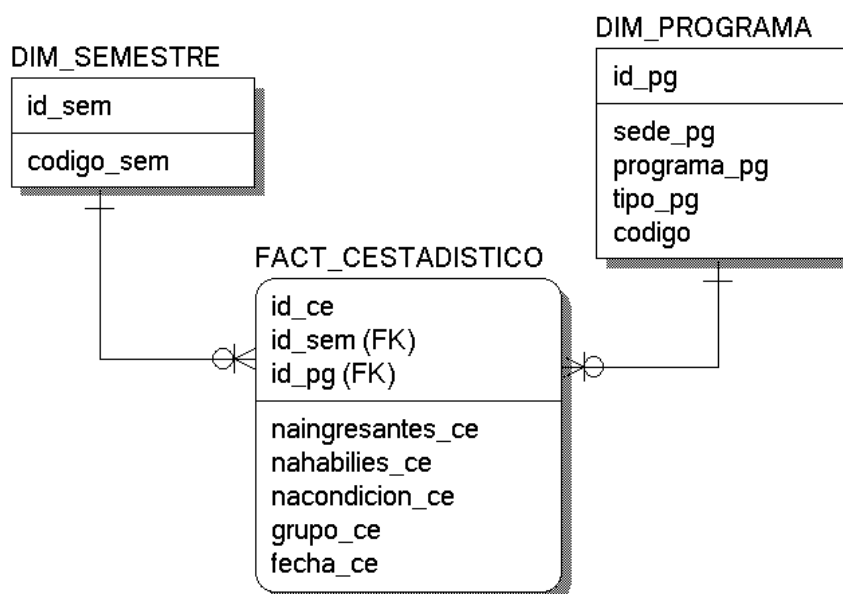 DIM_SEMESTRE
id_sem
codigo_sem
DIM_PROGRAMA
id_pg
sede_pg
programa_pg
tipo_pg
codigo
FACT_CESTADISTICO
id_ce
id_sem (FK)
id_pg (FK)
naingresantes_ce
nahabilies_ce
nacondicion_ce
grupo_ce
fecha_ce